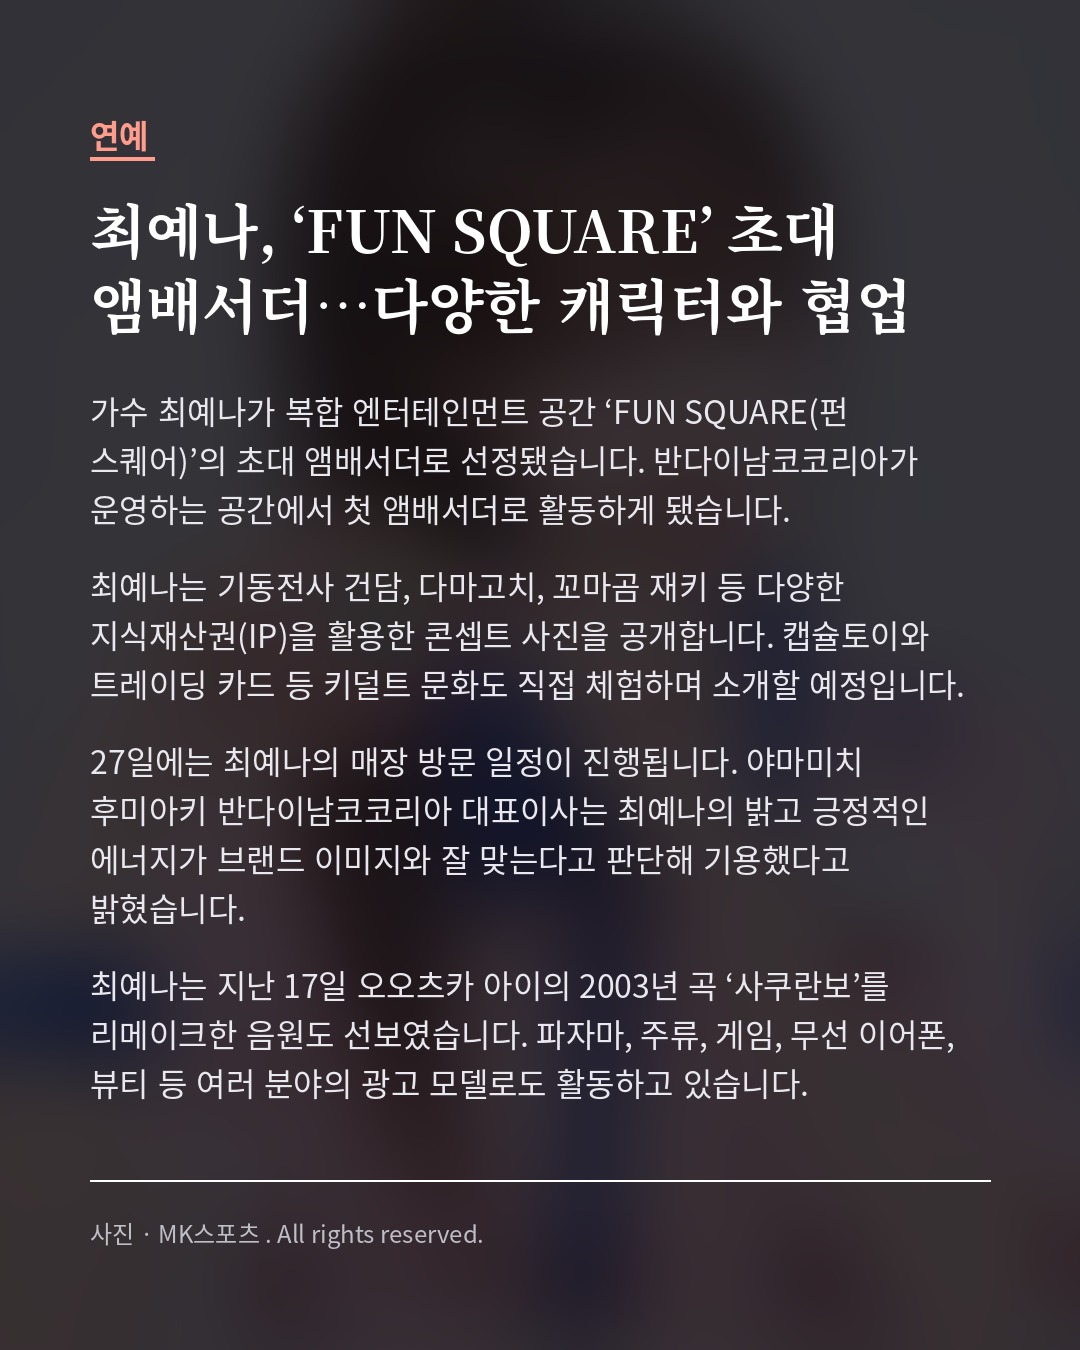 연예
최예나, ‘FUN SQUARE’ 초대
앰배서더…다양한 캐릭터와 협업
가수 최예나가 복합 엔터테인먼트 공간 ‘FUN SQUARE(펀
스퀘어)’의 초대 앰배서더로 선정됐습니다. 반다이남코코리아가
운영하는 공간에서 첫 앰배서더로 활동하게 됐습니다.
최예나는 기동전사 건담, 다마고치, 꼬마곰 재키 등 다양한
지식재산권(IP)을 활용한 콘셉트 사진을 공개합니다. 캡슐토이와
트레이딩 카드 등 키덜트 문화도 직접 체험하며 소개할 예정입니다.
27일에는 최예나의 매장 방문 일정이 진행됩니다. 야마미치
후미아키 반다이남코코리아 대표이사는 최예나의 밝고 긍정적인
에너지가 브랜드 이미지와 잘 맞는다고 판단해 기용했다고
밝혔습니다.
최예나는 지난 17일 오오츠카 아이의 2003년 곡 ‘사쿠란보’를
리메이크한 음원도 선보였습니다. 파자마, 주류, 게임, 무선 이어폰,
뷰티 등 여러 분야의 광고 모델로도 활동하고 있습니다.
사진 · MK스포츠 . All rights reserved.